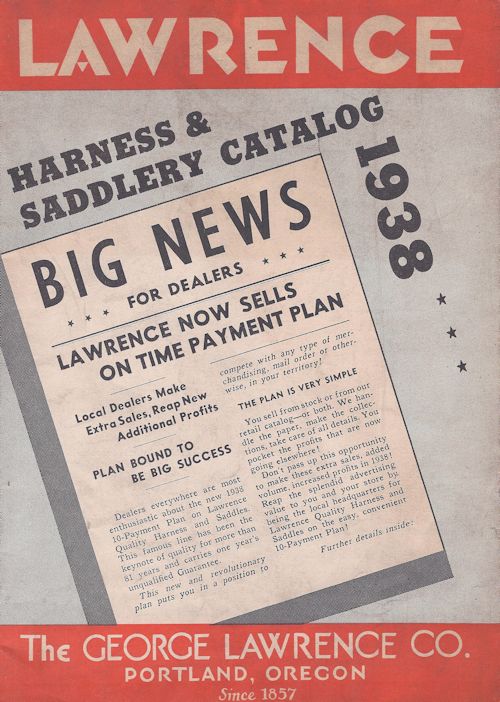 LAWRENCE
HARNESS &
SADDLERY CATALOG
1938
BIG NEWS
FOR DEALERS
LAWRENCE NOW SELLS
ON TIME PAYMENT PLAN
Local Dealers Make
Extra Sales, Reap New
Additional Profits
PLAN BOUND TO
BE BIG SUCCESS
Dealers everywhere are most
enthusiastic about the new 1938
10-Payment Plan on Lawrence
Quality Harness and Saddles.
This famous line has been the
keynote of quality for more than
81 years and carries one year's
unqualified Guarantee.
This new and revolutionary
plan puts you in a position to
compete with any type of mer-
chandising, mail order or other-
wise, in your territory!
THE PLAN IS VERY SIMPLE
You sell from stock or from our
retail catalog—or both. We han-
dle the paper, make the collec-
tions, take care of all details. You
pocket the profits that are now
going elsewhere!
Don't pass up this opportunity
to make these extra sales, added
volume, increased profits in 1938!
Reap the splendid advertising
value to you and your store by
being the local headquarters for
Lawrence Quality Harness and
Saddles on the easy, convenient
10-Payment Plan!
Further details inside!
The GEORGE LAWRENCE CO.
PORTLAND, OREGON
Since 1857